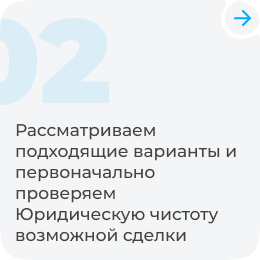 02
Рассматриваем
подходящие варианты и
первоначально
проверяем
Юридическую чистоту
возможной сделки